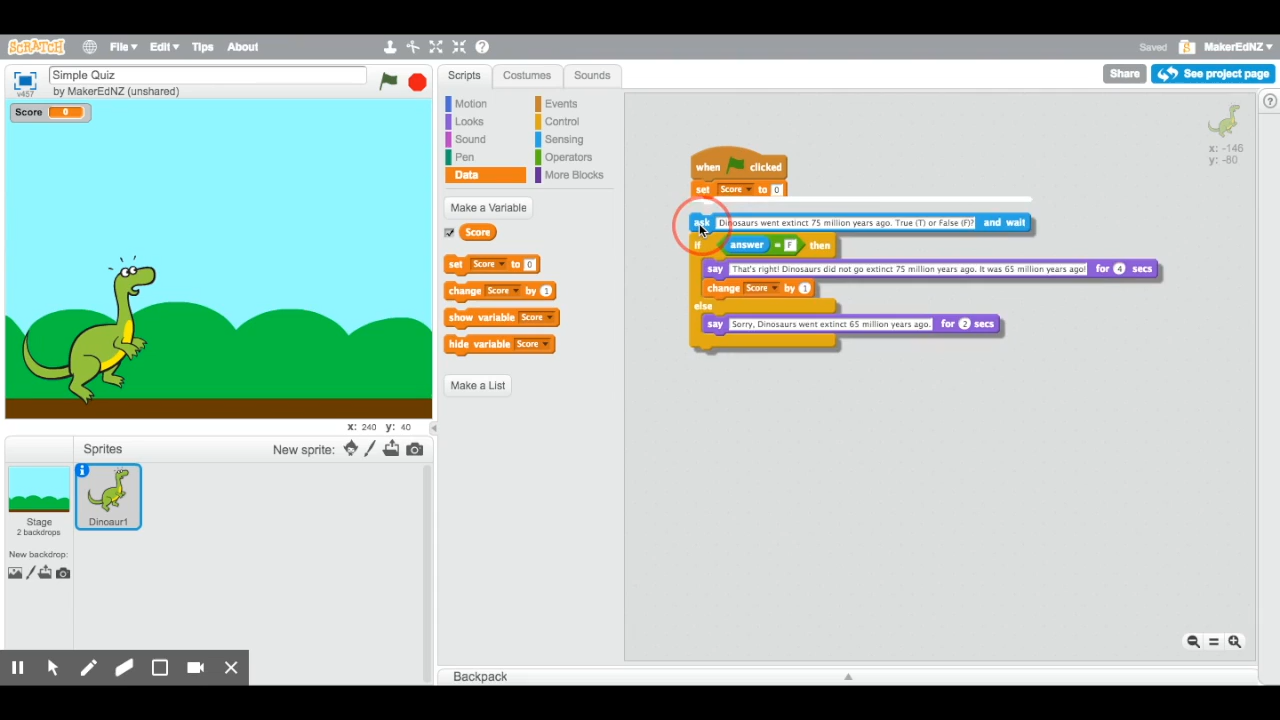 SCRATCH File Edit Tips About Saved S MakerEdNZ
v457 Simple Quiz
by MakerEdNZ (unshared)
Share See project page
Score 0
Scripts Costumes Sounds
Motion Events
Looks Control
Sound Sensing
Pen Operators
Data More Blocks
Make a Variable
Score
set Score to 0
change Score by 1
show variable Score
hide variable Score
Make a List
when clicked
set Score to 0
ask Dinosaurs went extinct 75 million years ago. True (T) or False (F)? and wait
if answer = F then
say That's right! Dinosaurs did not go extinct 75 million years ago. It was 65 million years ago! for 4 secs
change Score by 1
else
say Sorry, Dinosaurs went extinct 65 million years ago. for 2 secs
x: -146
y: -80
x: 240 y: 40
Sprites New sprite:
Stage
2 backdrops
New backdrop:
Dinoaur1
Backpack